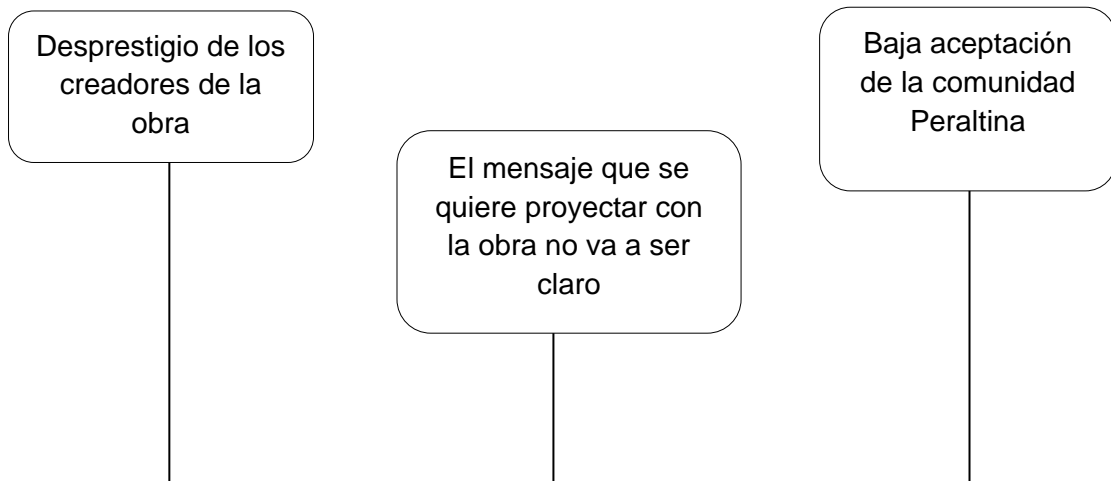 Desprestigio de los
creadores de la
obra
El mensaje que se
quiere proyectar con
la obra no va a ser
claro
Baja aceptación
de la comunidad
Peraltina